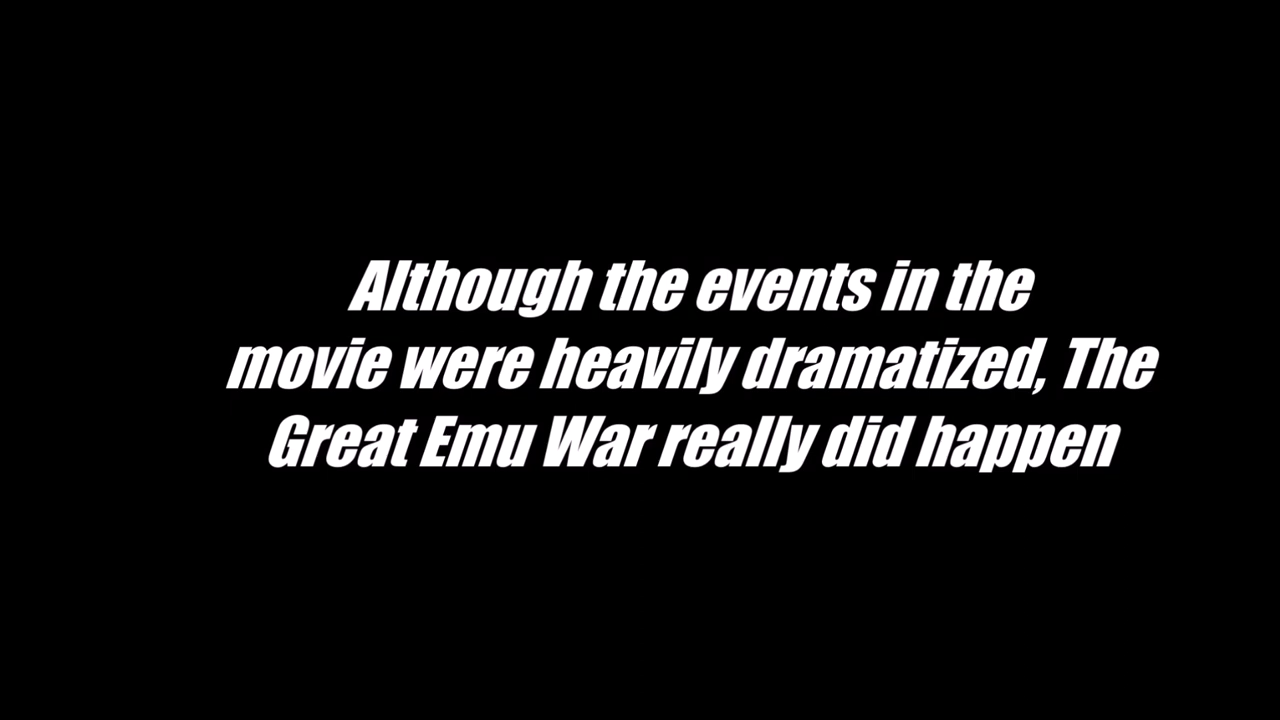 Although the events in the
movie were heavily dramatized, The
Great Emu War really did happen